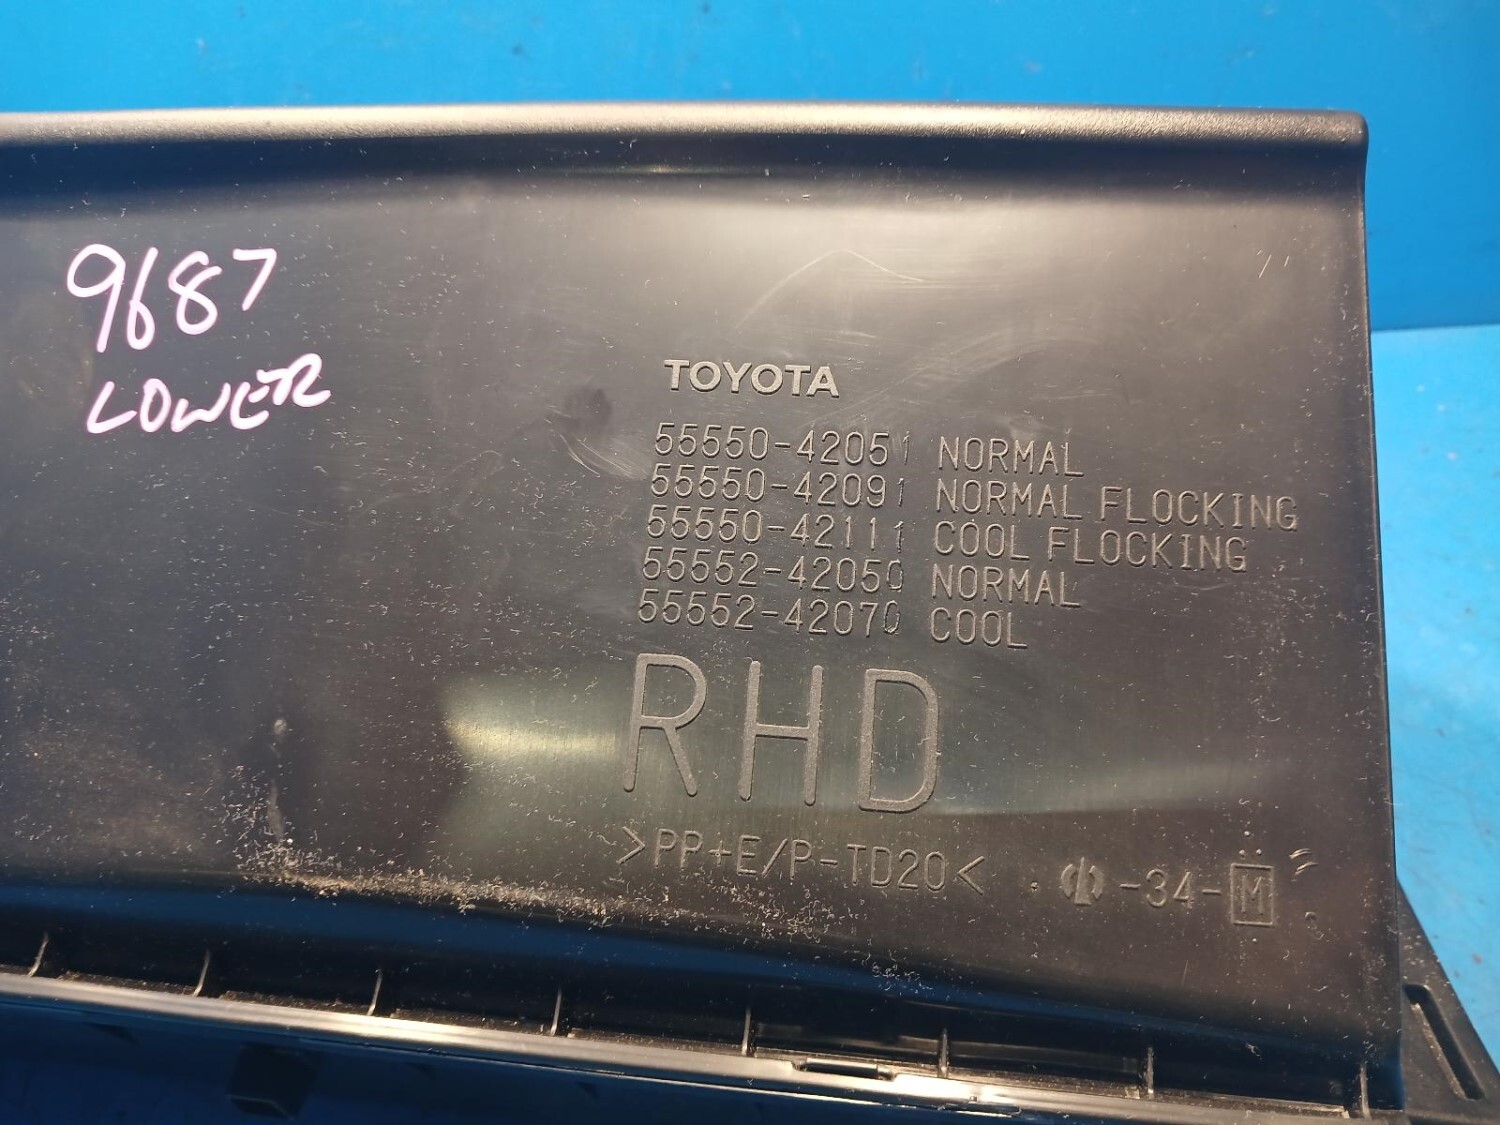 9687
LOWER
TOYOTA
55550-42051 NORMAL
55550-42091 NORMAL FLOCKING
55550-42111 COOL FLOCKING
55552-42050 NORMAL
55552-42070 COOL
RHD
>PP+E/P-TD20<
-34-M